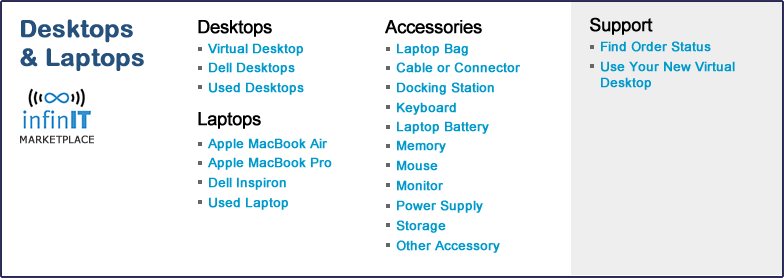 Desktops
& Laptops
infinIT
MARKETPLACE
Desktops
Virtual Desktop
Dell Desktops
Used Desktops
Laptops
Apple MacBook Air
Apple MacBook Pro
Dell Inspiron
Used Laptop
Accessories
Laptop Bag
Cable or Connector
Docking Station
Keyboard
Laptop Battery
Memory
Mouse
Monitor
Power Supply
Storage
Other Accessory
Support
Find Order Status
Use Your New Virtual
Desktop